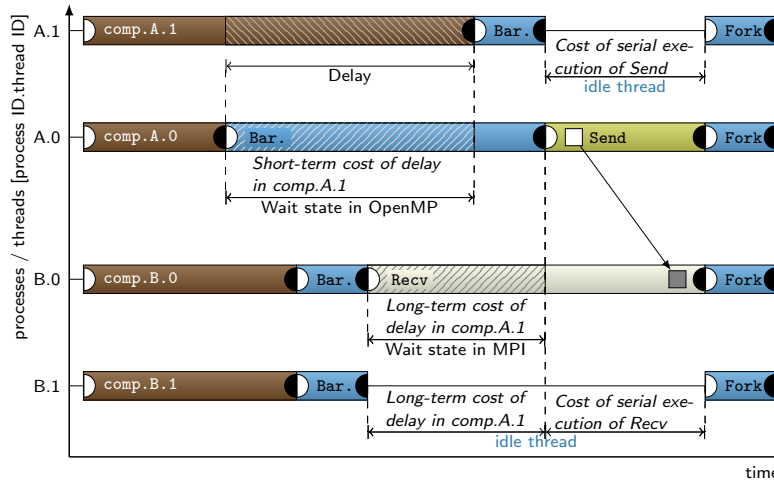 processes / threads [process ID.thread ID]
A.1
comp.A.1
Bar.
Fork
Cost of serial exe-
cution of Send
Delay
idle thread
A.0
comp.A.0
Bar.
Send
Fork
Short-term cost of delay
in comp.A.1
Wait state in OpenMP
B.0
comp.B.0
Bar.
Recv
Fork
Long-term cost of
delay in comp.A.1
Wait state in MPI
B.1
comp.B.1
Bar.
Fork
Long-term cost of
delay in comp.A.1
Cost of serial exe-
cution of Recv
idle thread
time